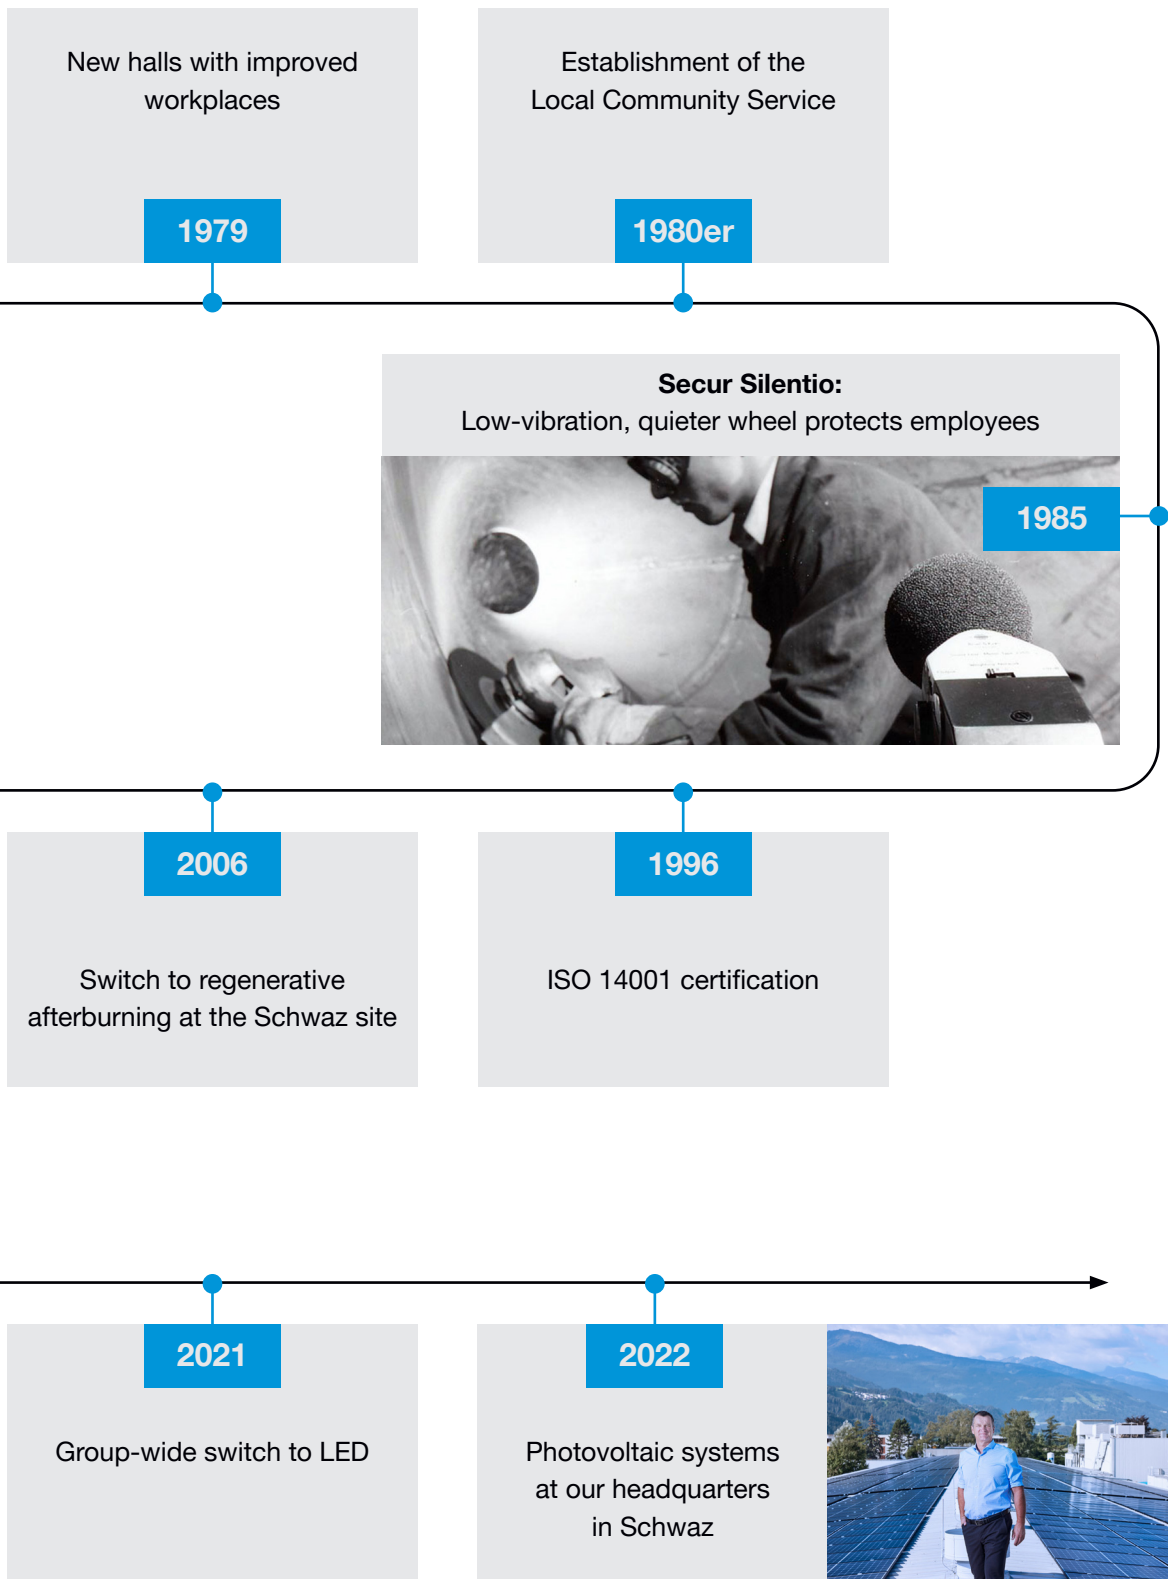 New halls with improved
workplaces
1979
Establishment of the
Local Community Service
1980er
Secur Silentio:
Low-vibration, quieter wheel protects employees
1985
2006
Switch to regenerative
afterburning at the Schwaz site
1996
ISO 14001 certification
2021
Group-wide switch to LED
2022
Photovoltaic systems
at our headquarters
in Schwaz